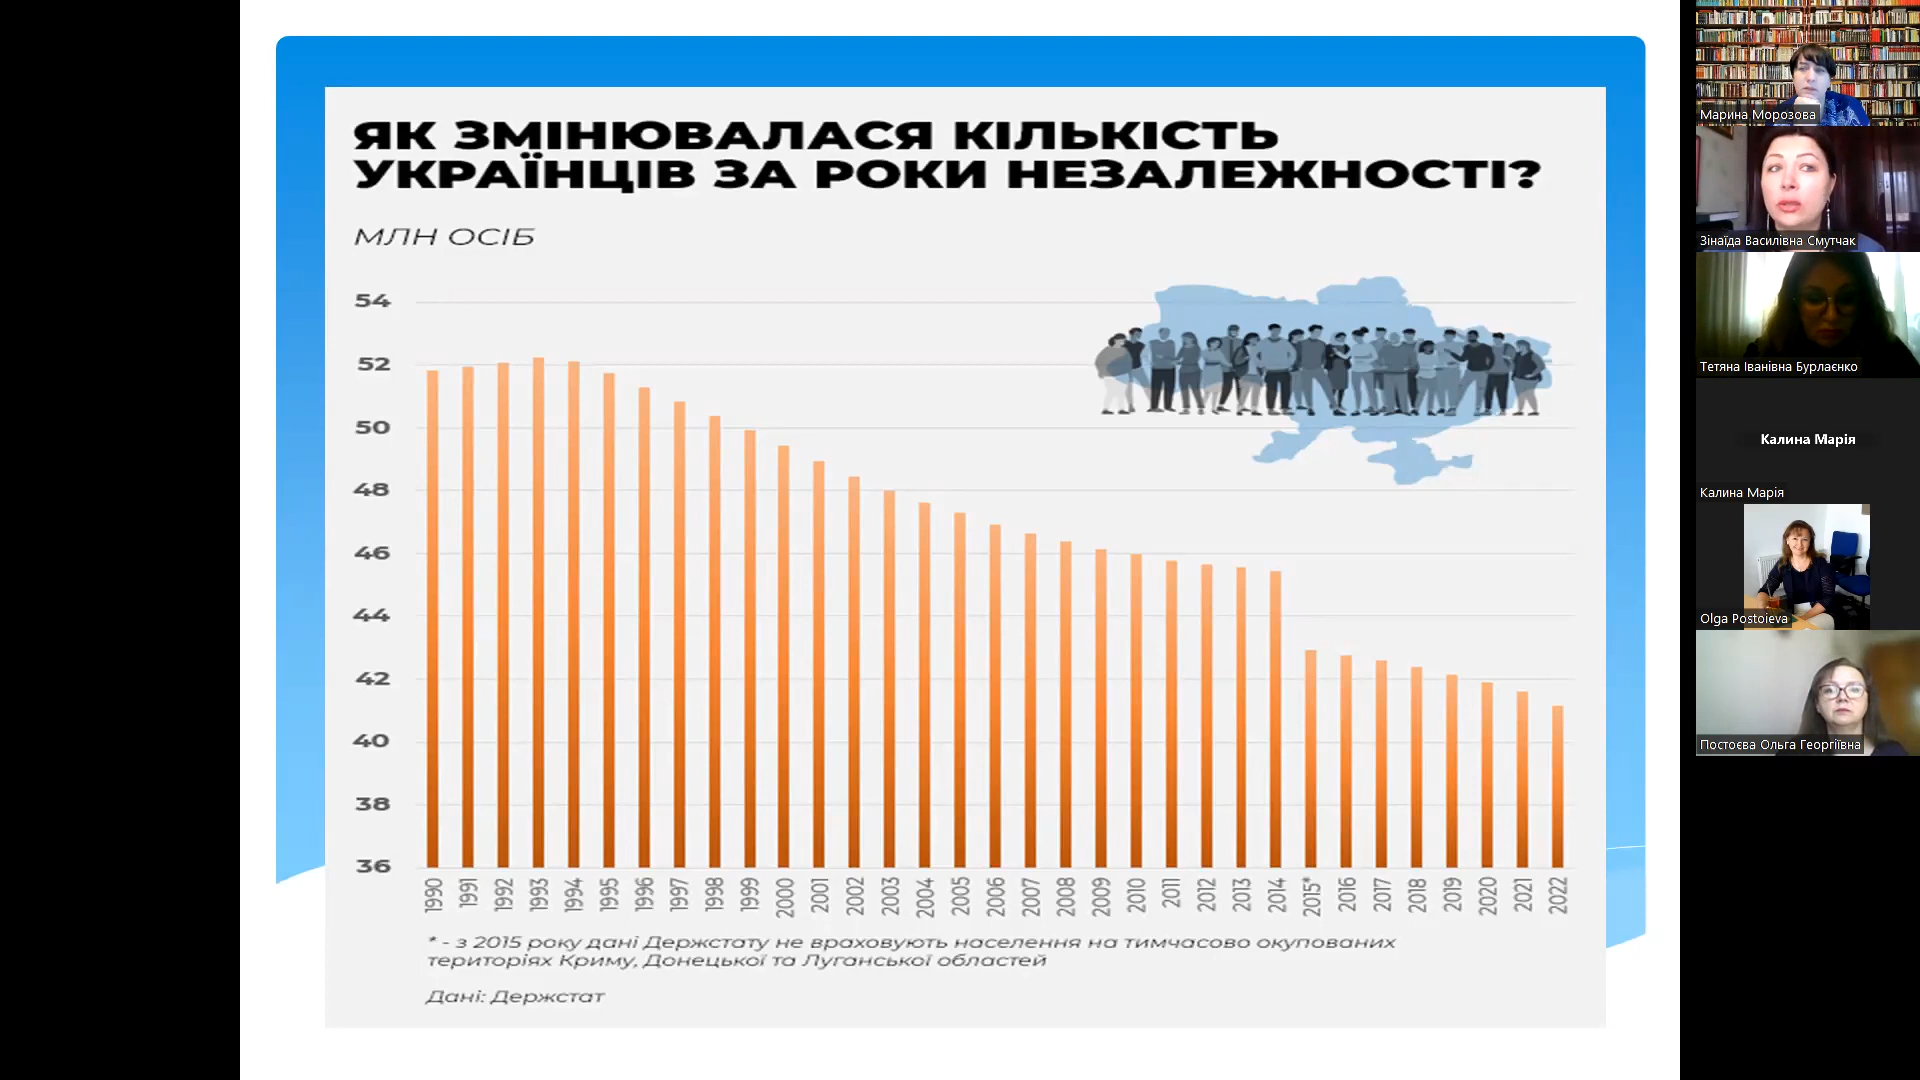 ЯК ЗМІНЮВАЛАСЯ КІЛЬКІСТЬ
УКРАЇНЦІВ ЗА РОКИ НЕЗАЛЕЖНОСТІ?
МЛН ОСІБ
54
52
50
48
46
44
42
40
38
36
1990 1991 1992 1993 1994 1995 1996 1997 1998 1999 2000 2001 2002 2003 2004 2005 2006 2007 2008 2009 2010 2011 2012 2013 2014 2015* 2016 2017 2018 2019 2020 2021 2022
* - з 2015 року дані Держстату не враховують населення на тимчасово окупованих
територіях Криму, Донецької та Луганської областей
Дані: Держстат
Марина Морозова
Зінаїда Василівна Смутчак
Тетяна Іванівна Бурлаєнко
Калина Марія
Калина Марія
Olga Postoieva
Постоєва Ольга Георгіївна